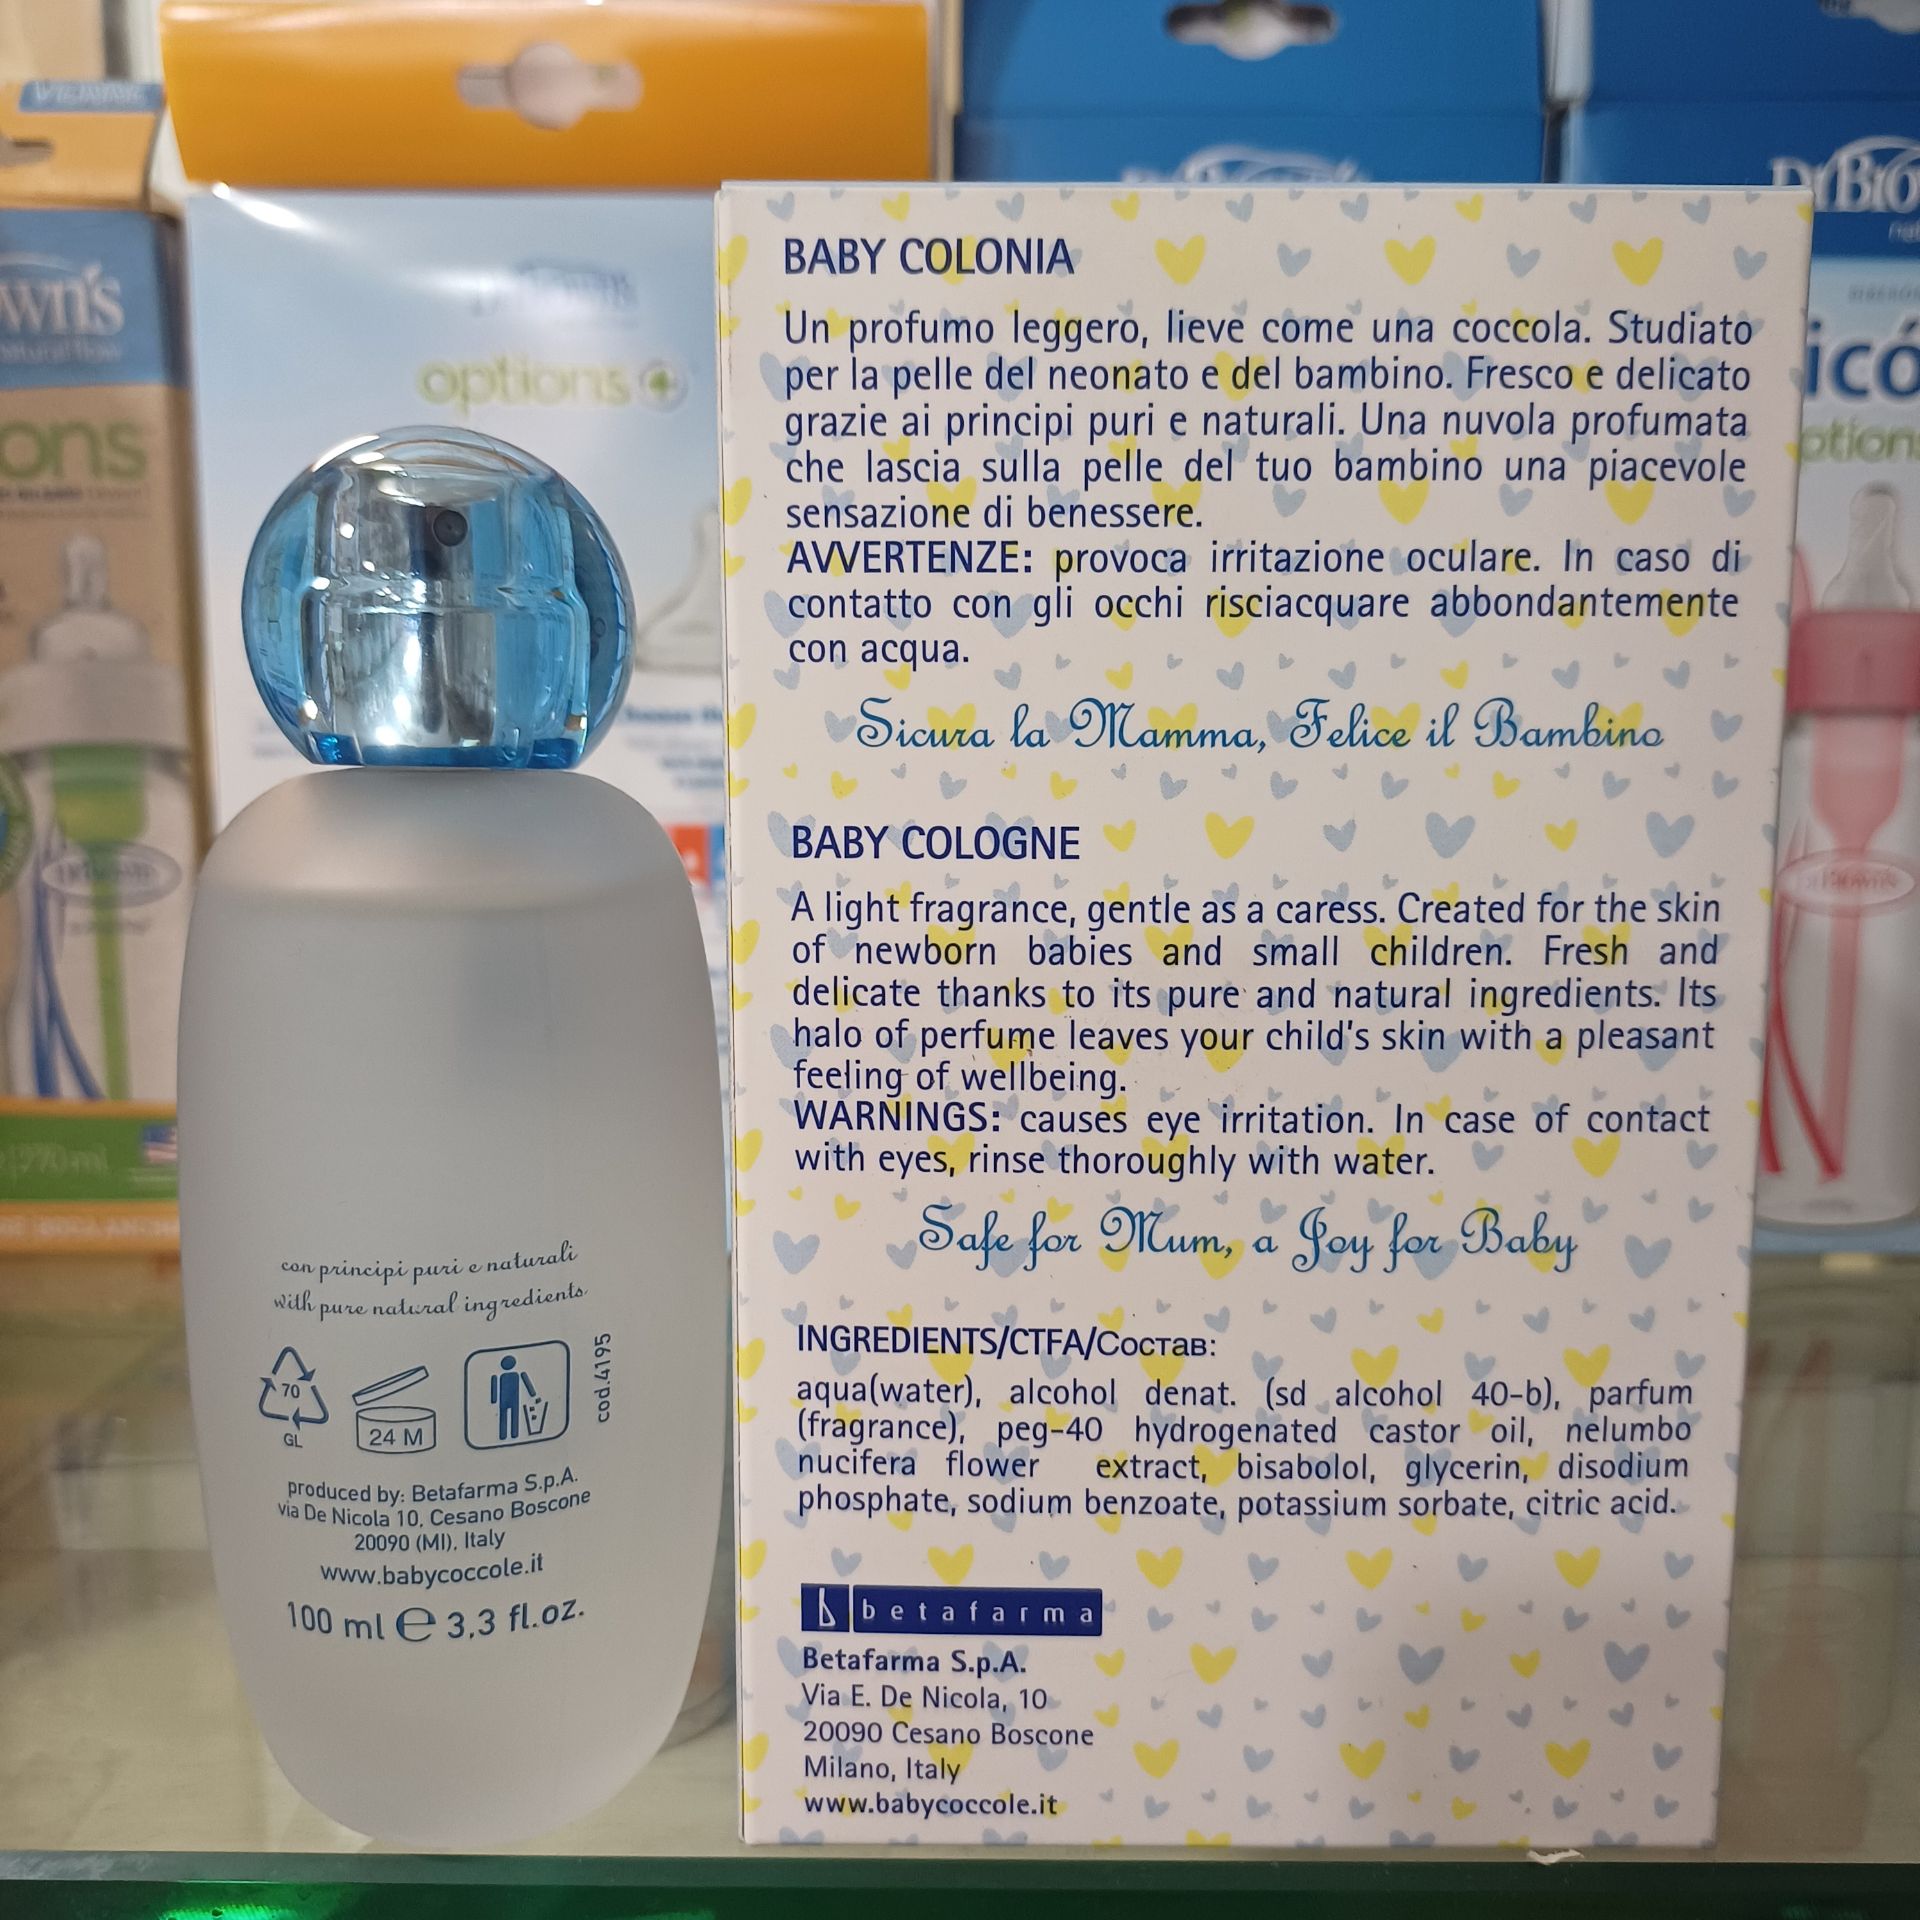 BABY COLONIA
Un profumo leggero, lieve come una coccola. Studiato
per la pelle del neonato e del bambino. Fresco e delicato
grazie ai principi puri e naturali. Una nuvola profumata
che lascia sulla pelle del tuo bambino una piacevole
sensazione di benessere.
AVVERTENZE: provoca irritazione oculare. In caso di
contatto con gli occhi risciacquare abbondantemente
con acqua.
Sicura la Mamma, Felice il Bambino
BABY COLOGNE
A light fragrance, gentle as a caress. Created for the skin
of newborn babies and small children. Fresh and
delicate thanks to its pure and natural ingredients. Its
halo of perfume leaves your child's skin with a pleasant
feeling of wellbeing.
WARNINGS: causes eye irritation. In case of contact
with eyes, rinse thoroughly with water.
Safe for Mum, a Joy for Baby
INGREDIENTS/CTFA/Состав:
aqua(water), alcohol denat. (sd alcohol 40-b), parfum
(fragrance), peg-40 hydrogenated castor oil, nelumbo
nucifera flower extract, bisabolol, glycerin, disodium
phosphate, sodium benzoate, potassium sorbate, citric acid.
b betafarma
Betafarma S.p.A.
Via E. De Nicola, 10
20090 Cesano Boscone
Milano, Italy
www.babycoccole.it
con principi puri e naturali
with pure natural ingredients
70
GL
24 M
cod.4195
produced by: Betafarma S.p.A.
via De Nicola 10, Cesano Boscone
20090 (MI), Italy
www.babycoccole.it
100 ml e 3,3 fl.oz.
options
wn's
natural flow
ons
Dr Bro
icó
ption
270ml